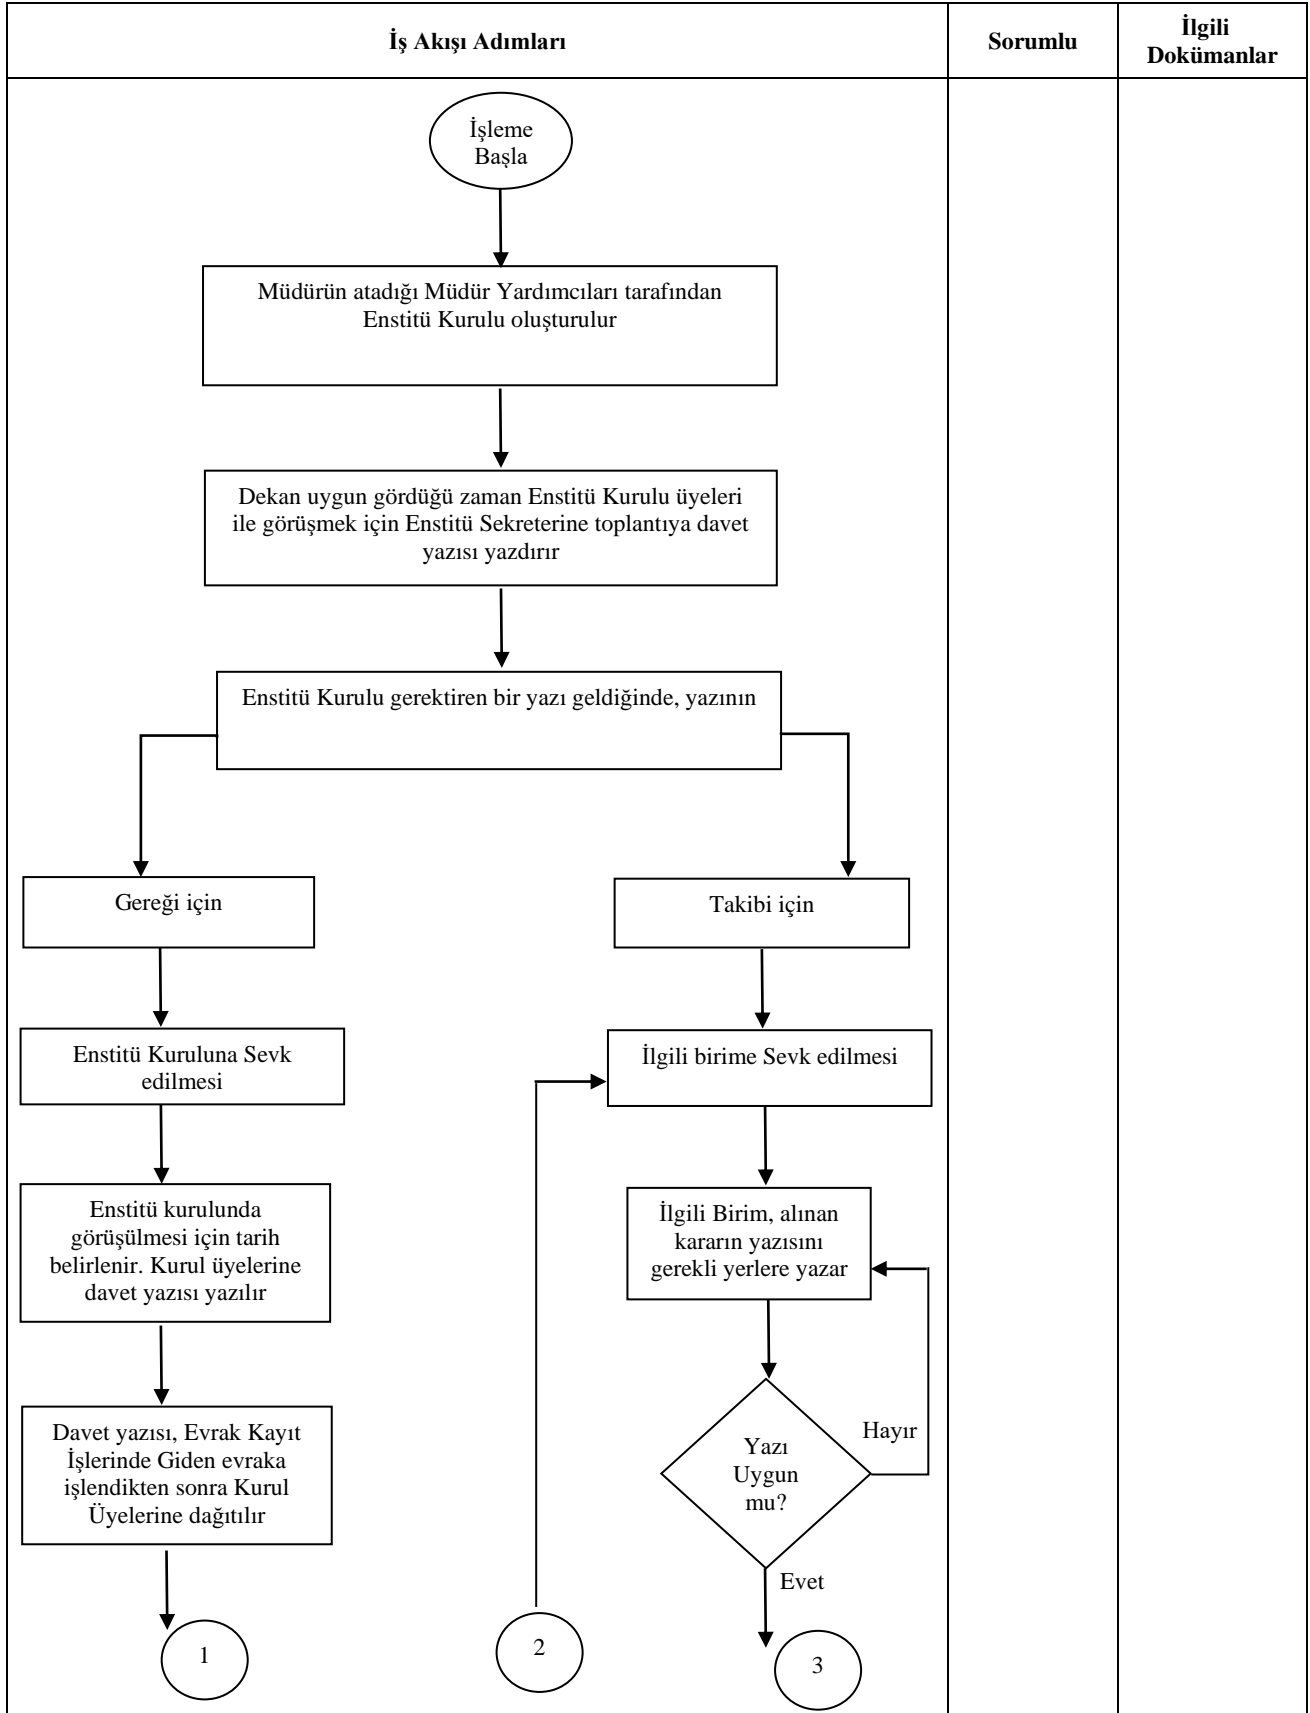 İş Akışı Adımları
Sorumlu
İlgili
Dokümanlar
İşleme
Başla
Müdürün atadığı Müdür Yardımcıları tarafından
Enstitü Kurulu oluşturulur
Dekan uygun gördüğü zaman Enstitü Kurulu üyeleri
ile görüşmek için Enstitü Sekreterine toplantıya davet
yazısı yazdırır
Enstitü Kurulu gerektiren bir yazı geldiğinde, yazının
Gereği için
Takibi için
Enstitü Kuruluna Sevk
edilmesi
İlgili birime Sevk edilmesi
Enstitü kurulunda
görüşülmesi için tarih
belirlenir. Kurul üyelerine
davet yazısı yazılır
İlgili Birim, alınan
kararın yazısını
gerekli yerlere yazar
Davet yazısı, Evrak Kayıt
İşlerinde Giden evraka
işlendikten sonra Kurul
Üyelerine dağıtılır
Yazı
Uygun
mu?
Hayır
Evet
1
2
3